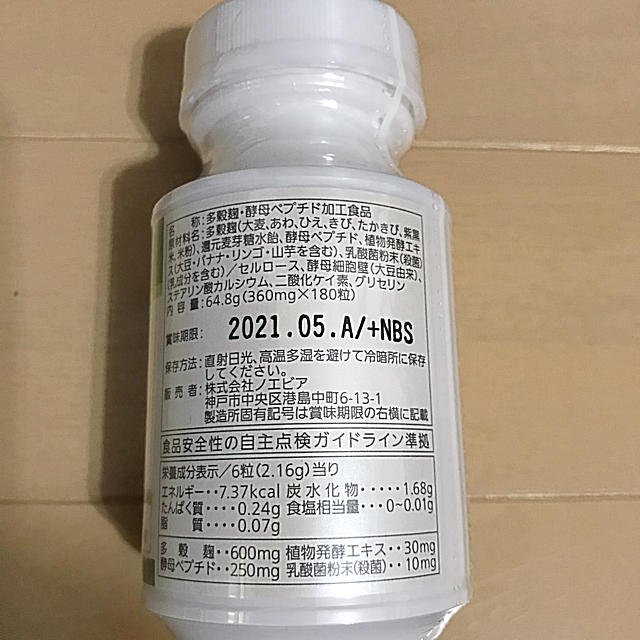 名 称:多穀麹・酵母ペプチド加工食品
原材料名:多穀麹(大麦、あわ、ひえ、きび、たかきび、紫黒
米、米粉)、還元麦芽糖水飴、酵母ペプチド、植物発酵エキ
ス(大豆・バナナ・リンゴ・山芋を含む)、乳酸菌粉末(殺菌)
(乳成分を含む)/セルロース、酵母細胞壁(大豆由来)、
ステアリン酸カルシウム、二酸化ケイ素、グリセリン
内容量:64.8g(360mg×180粒)
賞味期限: 2021.05.A/+NBS
保存方法:直射日光、高温多湿を避けて冷暗所に保存
してください。
販売者:株式会社ノエビア
神戸市中央区港島中町6-13-1
製造所固有記号は賞味期限の右横に記載
食品安全性の自主点検ガイドライン準拠
栄養成分表示/6粒(2.16g)当り
エネルギー・・7.37kcal 炭水化物・・・・・1.68g
たんぱく質・・・・0.24g 食塩相当量・・・0~0.01g
脂 質・・・・0.07g
多 穀 麹・・600mg 植物発酵エキス・・30mg
酵母ペプチド・・250mg 乳酸菌粉末(殺菌)・・10mg